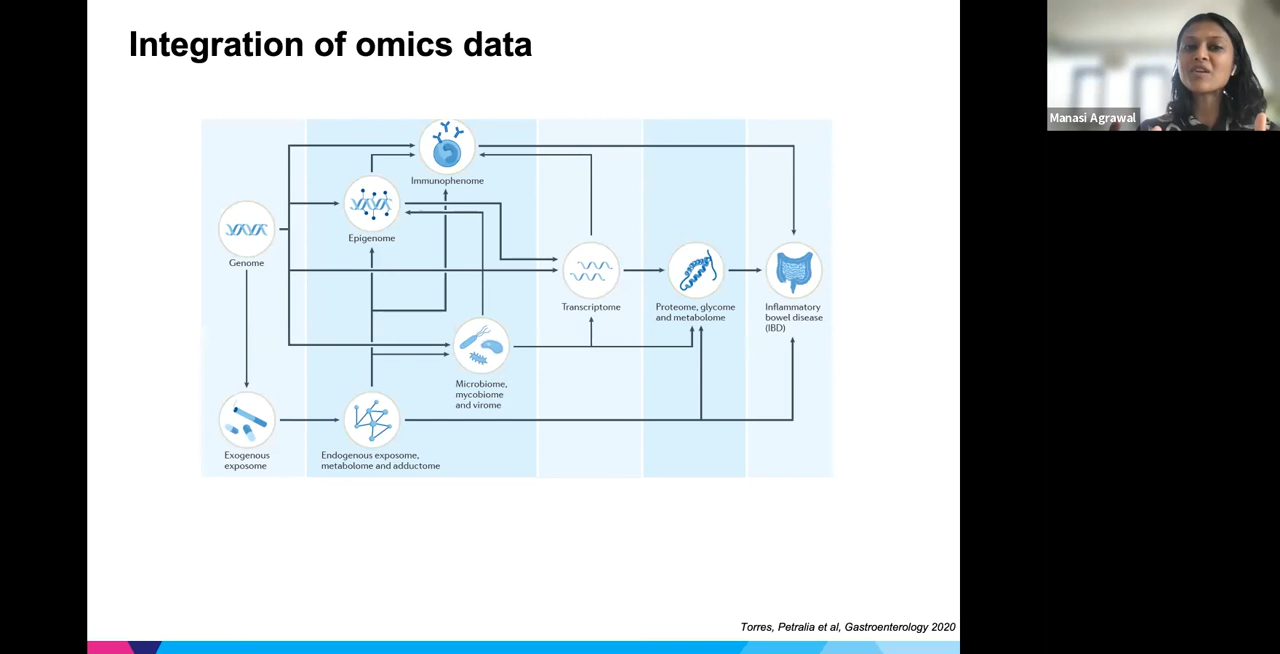 Integration of omics data
Manasi Agrawal
Immunophenome
Epigenome
Genome
Transcriptome
Proteome, glycome
and metabolome
Inflammatory
bowel disease
(IBD)
Microbiome,
mycobiome
and virome
Exogenous
exposome
Endogenous exposome,
metabolome and adductome
Torres, Petralia et al, Gastroenterology 2020